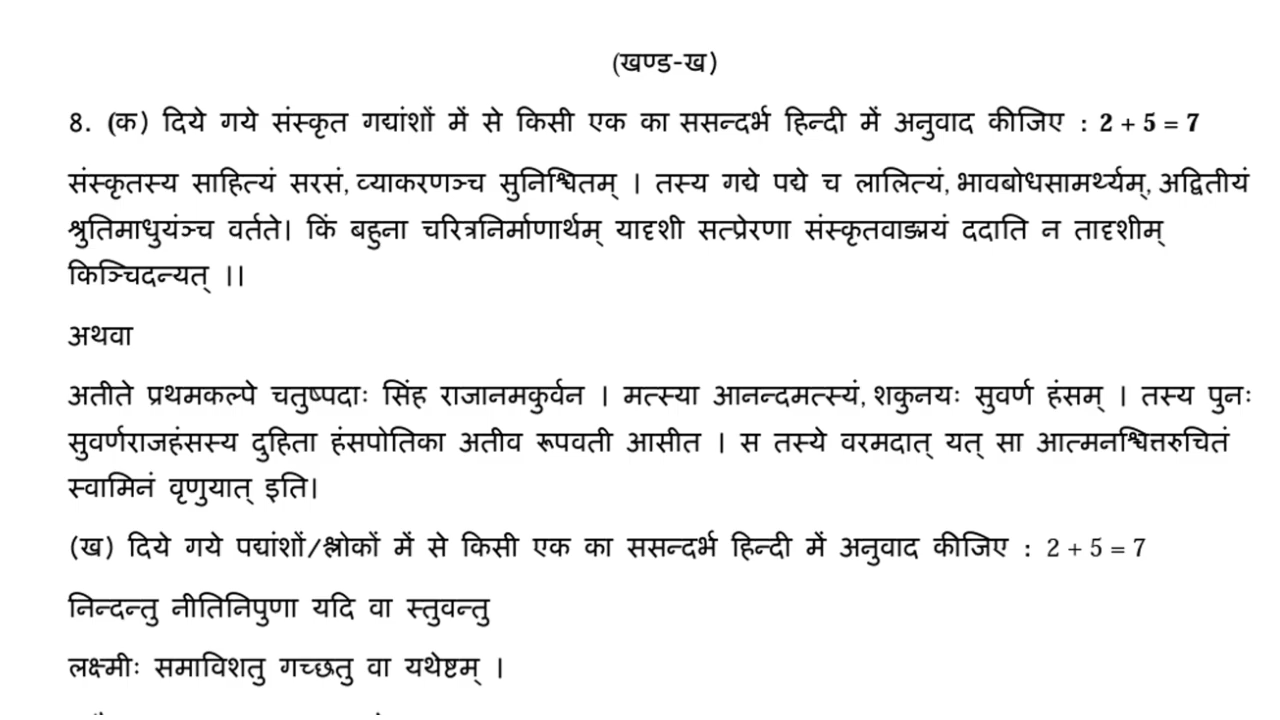 (खण्ड-ख)
8. (क) दिये गये संस्कृत गद्यांशों में से किसी एक का ससन्दर्भ हिन्दी में अनुवाद कीजिए : 2 + 5 = 7
संस्कृतस्य साहित्यं सरसं, व्याकरणञ्च सुनिश्चितम् । तस्य गद्ये पद्ये च लालित्यं, भावबोधसामर्थ्यम्, अद्वितीयं
श्रुतिमाधुयंञ्च वर्तते। किं बहुना चरित्रनिर्माणार्थम् यादृशी सत्प्रेरणा संस्कृतवाङ्मयं ददाति न तादृशीम्
किञ्चिदन्यत् ।।
अथवा
अतीते प्रथमकल्पे चतुष्पदाः सिंह राजानमकुर्वन । मत्स्या आनन्दमत्स्यं, शकुनयः सुवर्ण हंसम् । तस्य पुनः
सुवर्णराजहंसस्य दुहिता हंसपोतिका अतीव रूपवती आसीत । स तस्ये वरमदात् यत् सा आत्मनश्चित्तरुचितं
स्वामिनं वृणुयात् इति।
(ख) दिये गये पद्यांशों/श्लोकों में से किसी एक का ससन्दर्भ हिन्दी में अनुवाद कीजिए : 2 + 5 = 7
निन्दन्तु नीतिनिपुणा यदि वा स्तुवन्तु
लक्ष्मीः समाविशतु गच्छतु वा यथेष्टम् ।